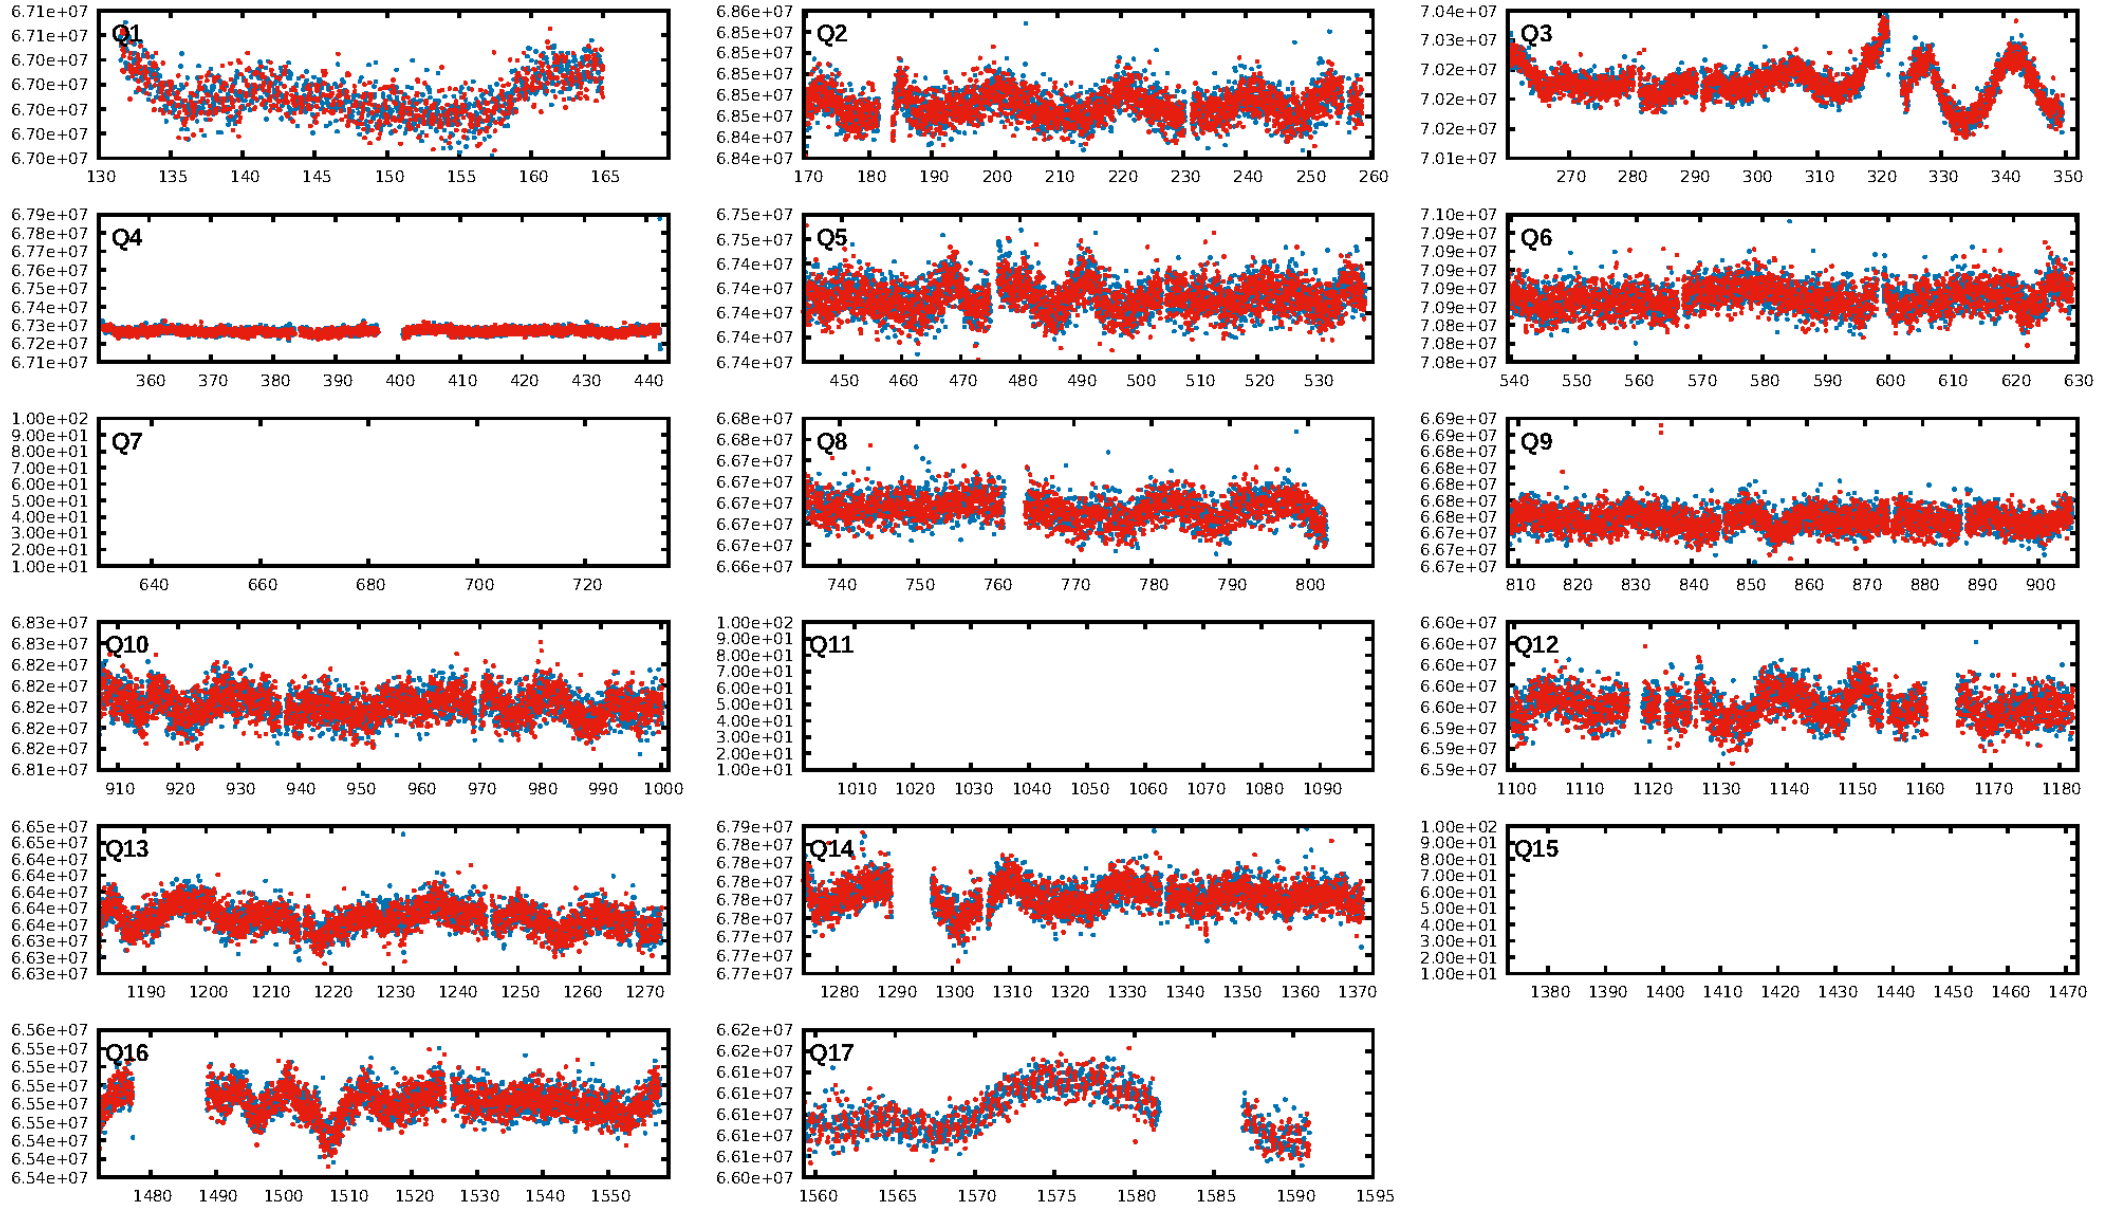 Q1
6.71e+07
6.71e+07
6.70e+07
6.70e+07
6.70e+07
6.70e+07
6.70e+07
130 135 140 145 150 155 160 165
Q2
6.86e+07
6.85e+07
6.85e+07
6.85e+07
6.85e+07
6.85e+07
6.84e+07
6.84e+07
170 180 190 200 210 220 230 240 250 260
Q3
7.04e+07
7.03e+07
7.02e+07
7.02e+07
7.02e+07
7.01e+07
270 280 290 300 310 320 330 340 350
Q4
6.79e+07
6.77e+07
6.76e+07
6.76e+07
6.74e+07
6.74e+07
6.73e+07
6.72e+07
6.71e+07
360 370 380 390 400 410 420 430 440
Q5
6.75e+07
6.75e+07
6.74e+07
6.74e+07
6.74e+07
6.74e+07
6.74e+07
450 460 470 480 490 500 510 520 530
Q6
7.10e+07
7.09e+07
7.09e+07
7.09e+07
7.09e+07
7.08e+07
7.08e+07
7.08e+07
540 550 560 570 580 590 600 610 620 630
Q7
1.00e+02
9.00e+01
8.00e+01
7.00e+01
6.00e+01
5.00e+01
4.00e+01
3.00e+01
2.00e+01
1.00e+01
640 660 680 700 720
Q8
6.68e+07
6.68e+07
6.67e+07
6.67e+07
6.67e+07
6.67e+07
6.67e+07
6.66e+07
740 750 760 770 780 790 800
Q9
6.69e+07
6.69e+07
6.68e+07
6.68e+07
6.68e+07
6.68e+07
6.68e+07
6.67e+07
6.67e+07
6.67e+07
810 820 830 840 850 860 870 880 890 900
Q10
6.83e+07
6.83e+07
6.82e+07
6.82e+07
6.82e+07
6.82e+07
6.82e+07
6.81e+07
910 920 930 940 950 960 970 980 990 1000
Q11
1.00e+02
9.00e+01
8.00e+01
7.00e+01
6.00e+01
5.00e+01
4.00e+01
3.00e+01
2.00e+01
1.00e+01
1010 1020 1030 1040 1050 1060 1070 1080 1090
Q12
6.60e+07
6.60e+07
6.60e+07
6.60e+07
6.60e+07
6.59e+07
6.59e+07
6.59e+07
1100 1110 1120 1130 1140 1150 1160 1170 1180
Q13
6.65e+07
6.65e+07
6.64e+07
6.64e+07
6.64e+07
6.64e+07
6.64e+07
6.63e+07
6.63e+07
6.63e+07
1190 1200 1210 1220 1230 1240 1250 1260 1270
Q14
6.79e+07
6.78e+07
6.78e+07
6.78e+07
6.78e+07
6.78e+07
6.77e+07
6.77e+07
6.77e+07
1280 1290 1300 1310 1320 1330 1340 1350 1360 1370
Q15
1.00e+02
9.00e+01
8.00e+01
7.00e+01
6.00e+01
5.00e+01
4.00e+01
3.00e+01
2.00e+01
1.00e+01
1380 1390 1400 1410 1420 1430 1440 1450 1460 1470
Q16
6.56e+07
6.55e+07
6.55e+07
6.55e+07
6.55e+07
6.55e+07
6.54e+07
6.54e+07
6.54e+07
1480 1490 1500 1510 1520 1530 1540 1550
Q17
6.62e+07
6.62e+07
6.61e+07
6.61e+07
6.61e+07
6.61e+07
6.61e+07
6.60e+07
1560 1565 1570 1575 1580 1585 1590 1595